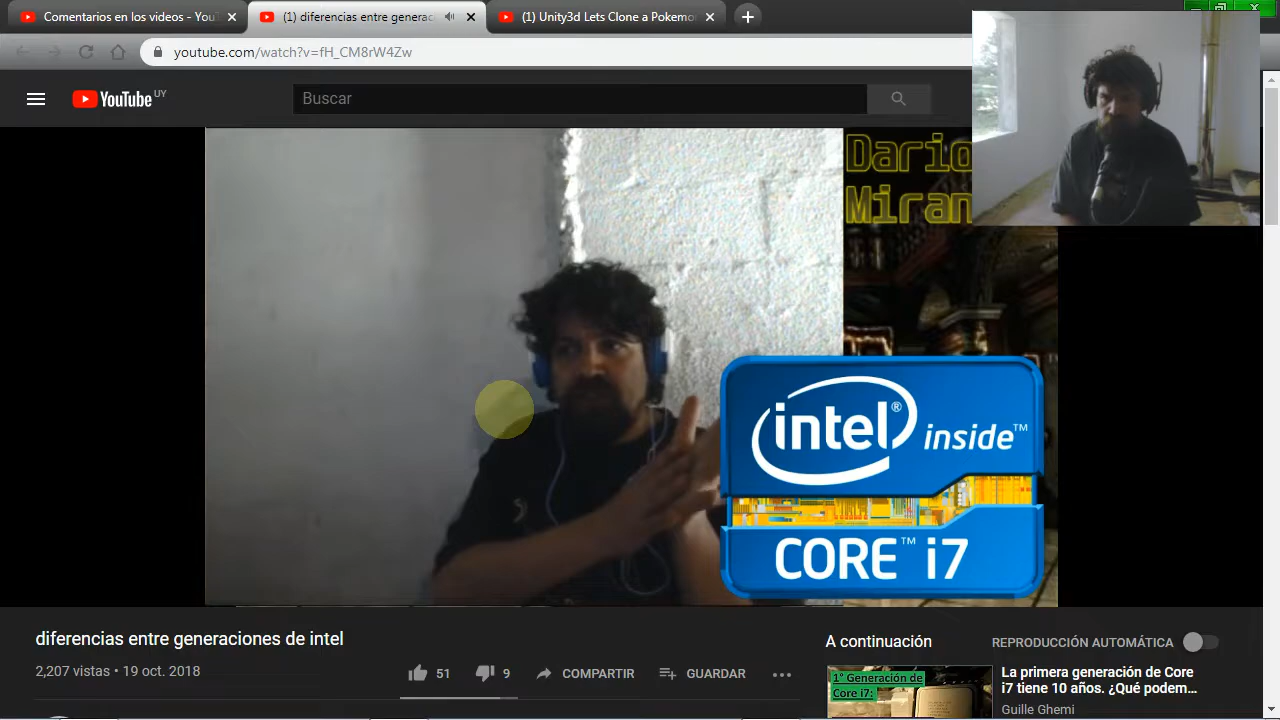 Comentarios en los videos - You
(1) diferencias entre generac
(1) Unity3d Lets Clone a Pokemo
youtube.com/watch?v=fH_CM8rW4Zw
YouTube UY
Buscar
Dario
Miran
intel® inside™
CORE™ i7
diferencias entre generaciones de intel
2,207 vistas • 19 oct. 2018
51
9
COMPARTIR
GUARDAR
A continuación
REPRODUCCIÓN AUTOMÁTICA
1° Generación de
Core i7:
La primera generación de Core
i7 tiene 10 años. ¿Qué podem...
Guille Ghemi